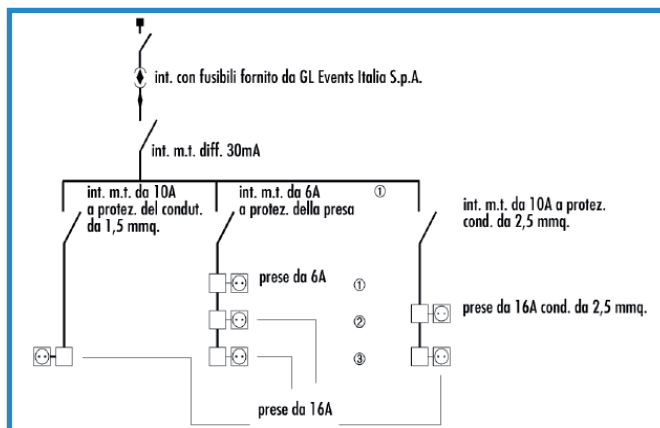 int. con fusibili fornito da GL Events Italia S.p.A.
int. m.t. diff. 30mA
int. m.t. da 10A
a protez. del condut.
da 1,5 mmq.
int. m.t. da 6A
a protez. della presa
①
int. m.t. da 10A a protez.
cond. da 2,5 mmq.
prese da 6A
①
②
③
prese da 16A cond. da 2,5 mmq.
prese da 16A